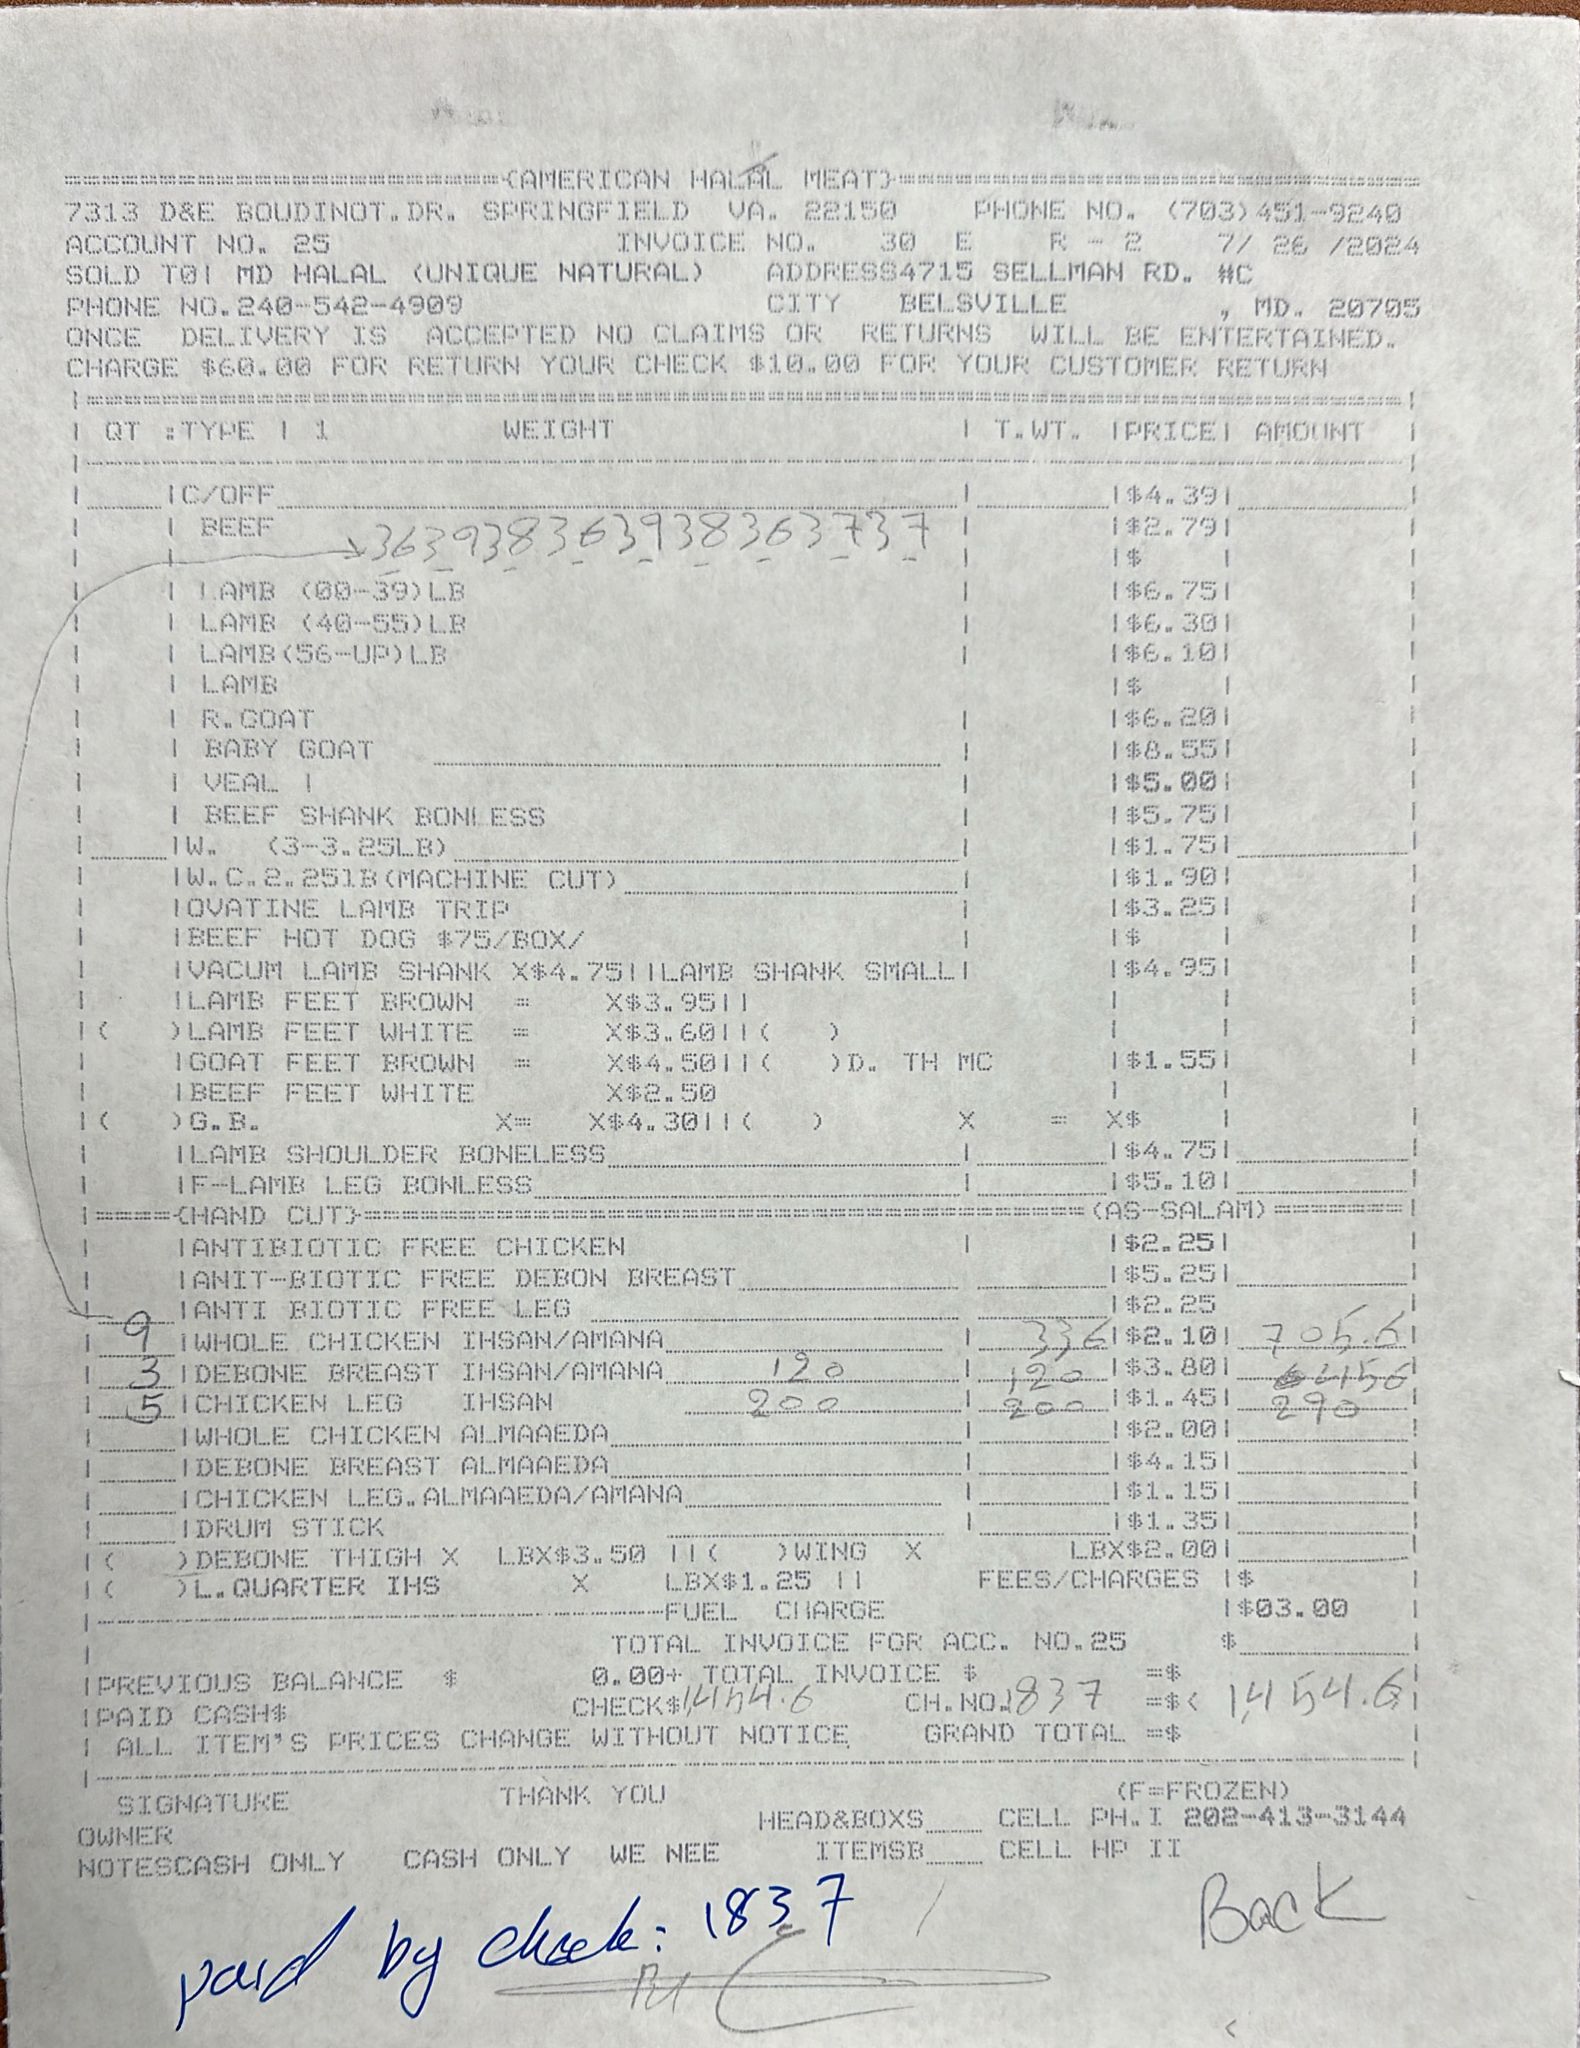 {AMERICAN HALAL MEAT}
7313 D&E BOUDINOT.DR. SPRINGFIELD VA. 22150 PHONE NO. (703)451-9240
ACCOUNT NO. 25 INVOICE NO. 30 E R - 2 7/ 26 /2024
SOLD TO| MD HALAL (UNIQUE NATURAL) ADDRESS4715 SELLMAN RD. #C
PHONE NO.240-542-4909 CITY BELSVILLE , MD. 20705
ONCE DELIVERY IS ACCEPTED NO CLAIMS OR RETURNS WILL BE ENTERTAINED.
CHARGE $60.00 FOR RETURN YOUR CHECK $10.00 FOR YOUR CUSTOMER RETURN
| QT :TYPE | 1 WEIGHT | T.WT. |PRICE| AMOUNT |
|C/OFF |$4.39|
| BEEF |$2.79|
363938363938363737 |$ |
| LAMB (00-39)LB |$6.75|
| LAMB (40-55)LB |$6.30|
| LAMB(56-UP)LB |$6.10|
| LAMB |$ |
| R.GOAT |$6.20|
| BABY GOAT |$8.55|
| VEAL | |$5.00|
| BEEF SHANK BONLESS |$5.75|
|W. (3-3.25LB) |$1.75|
|W.C.2.25lB(MACHINE CUT) |$1.90|
|OVATINE LAMB TRIP |$3.25|
|BEEF HOT DOG $75/BOX/ |$ |
|VACUM LAMB SHANK X$4.75||LAMB SHANK SMALL| |$4.95|
|LAMB FEET BROWN = X$3.95||
|( )LAMB FEET WHITE = X$3.60||( )
|GOAT FEET BROWN = X$4.50||( )D. TH MC |$1.55|
|BEEF FEET WHITE X$2.50
|( )G.B. X= X$4.30||( ) X = X$ |
|LAMB SHOULDER BONELESS |$4.75|
|F-LAMB LEG BONLESS |$5.10|
|====={HAND CUT} (AS-SALAM) =======|
|ANTIBIOTIC FREE CHICKEN |$2.25|
|ANIT-BIOTIC FREE DEBON BREAST |$5.25|
|ANTI BIOTIC FREE LEG |$2.25
9 |WHOLE CHICKEN IHSAN/AMANA 336 |$2.10| 705.6
3 |DEBONE BREAST IHSAN/AMANA 120 120 |$3.80| 456
5 |CHICKEN LEG IHSAN 200 200 |$1.45| 290
|WHOLE CHICKEN ALMAAEDA |$2.00|
|DEBONE BREAST ALMAAEDA |$4.15|
|CHICKEN LEG.ALMAAEDA/AMANA |$1.15|
|DRUM STICK |$1.35|
|( )DEBONE THIGH X LBX$3.50 ||( )WING X LBX$2.00|
|( )L.QUARTER IHS X LBX$1.25 || FEES/CHARGES |$
FUEL CHARGE |$03.00
TOTAL INVOICE FOR ACC. NO.25 $
|PREVIOUS BALANCE $ 0.00+ TOTAL INVOICE $ =$
|PAID CASH$ CHECK$1,454.6 CH.NO.1837 =$< 1,454.6
| ALL ITEM'S PRICES CHANGE WITHOUT NOTICE GRAND TOTAL =$
SIGNATURE THANK YOU (F=FROZEN)
OWNER HEAD&BOXS____ CELL PH.I 202-413-3144
NOTESCASH ONLY CASH ONLY WE NEE ITEMSB____ CELL HP II
paid by check: 1837
Back